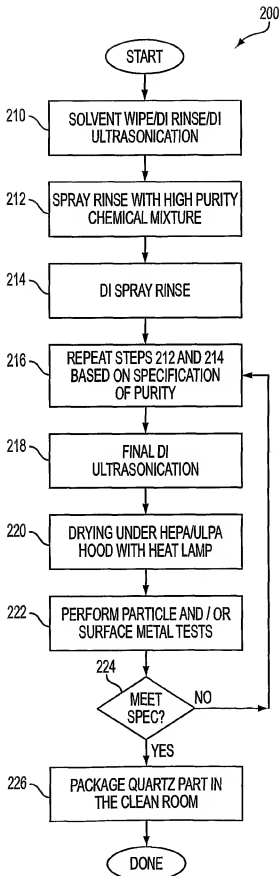 200
START
210
SOLVENT WIPE/DI RINSE/DI
ULTRASONICATION
212
SPRAY RINSE WITH HIGH PURITY
CHEMICAL MIXTURE
214
DI SPRAY RINSE
216
REPEAT STEPS 212 AND 214
BASED ON SPECIFICATION
OF PURITY
218
FINAL DI
ULTRASONICATION
220
DRYING UNDER HEPA/ULPA
HOOD WITH HEAT LAMP
222
PERFORM PARTICLE AND / OR
SURFACE METAL TESTS
224
MEET
SPEC?
NO
YES
226
PACKAGE QUARTZ PART IN
THE CLEAN ROOM
DONE